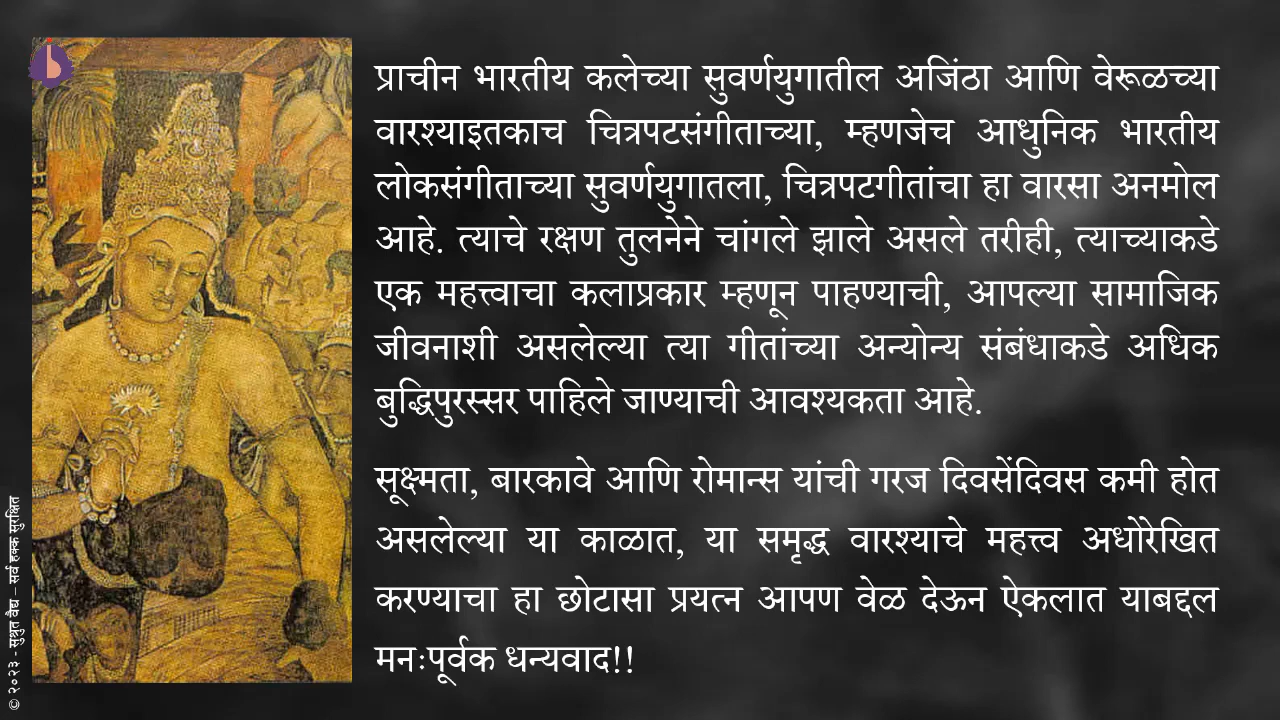 प्राचीन भारतीय कलेच्या सुवर्णयुगातील अजिंठा आणि वेरूळच्या
वारश्याइतकाच चित्रपटसंगीताच्या, म्हणजेच आधुनिक भारतीय
लोकसंगीताच्या सुवर्णयुगातला, चित्रपटगीतांचा हा वारसा अनमोल
आहे. त्याचे रक्षण तुलनेने चांगले झाले असले तरीही, त्याच्याकडे
एक महत्त्वाचा कलाप्रकार म्हणून पाहण्याची, आपल्या सामाजिक
जीवनाशी असलेल्या त्या गीतांच्या अन्योन्य संबंधाकडे अधिक
बुद्धिपुरस्सर पाहिले जाण्याची आवश्यकता आहे.
सूक्ष्मता, बारकावे आणि रोमान्स यांची गरज दिवसेंदिवस कमी होत
असलेल्या या काळात, या समृद्ध वारश्याचे महत्त्व अधोरेखित
करण्याचा हा छोटासा प्रयत्न आपण वेळ देऊन ऐकलात याबद्दल
मनःपूर्वक धन्यवाद!!
© २०२३ - सुश्रुत वैद्य – सर्व हक्क सुरक्षित